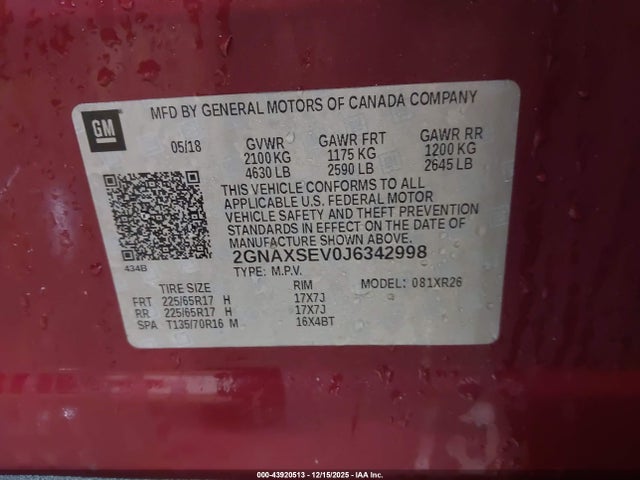 GM
MFD BY GENERAL MOTORS OF CANADA COMPANY
05/18 GVWR GAWR FRT GAWR RR
2100 KG 1175 KG 1200 KG
4630 LB 2590 LB 2645 LB
THIS VEHICLE CONFORMS TO ALL
APPLICABLE U.S. FEDERAL MOTOR
VEHICLE SAFETY AND THEFT PREVENTION
STANDARDS IN EFFECT ON THE DATE OF
MANUFACTURE SHOWN ABOVE.
434B
2GNAXSEV0J6342998
TYPE: M.P.V. MODEL: 081XR26
TIRE SIZE RIM
FRT 225/65R17 H 17X7J
RR 225/65R17 H 17X7J
SPA T135/70R16 M 16X4BT
000-43920513 - 12/15/2025 - IAA Inc.